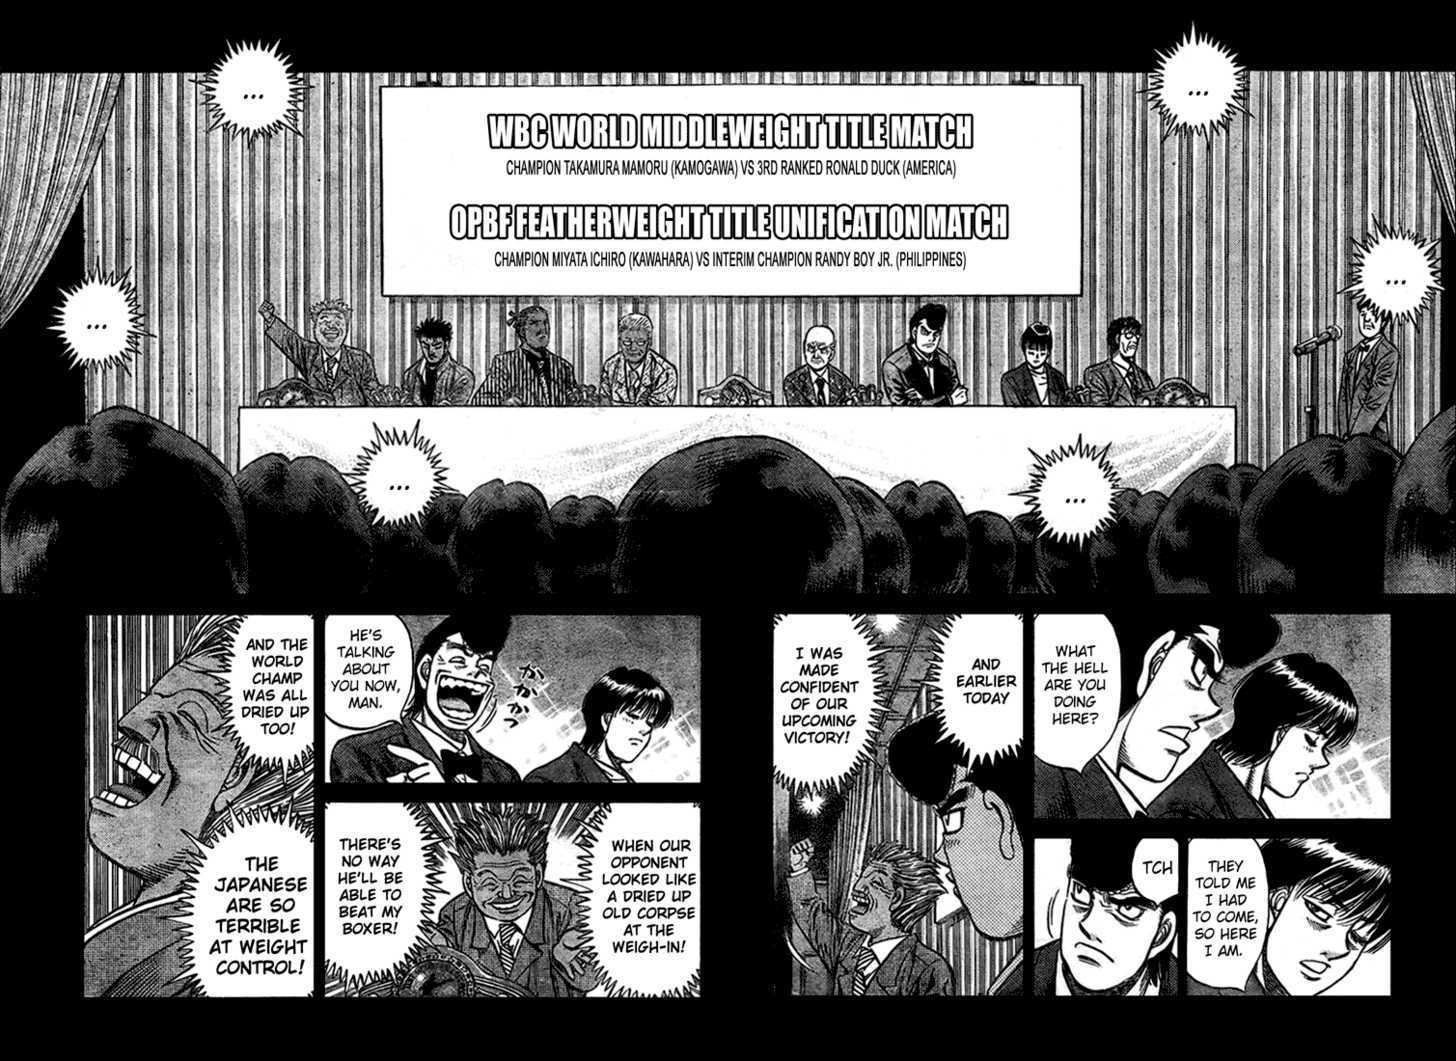 ...
...
WBC WORLD MIDDLEWEIGHT TITLE MATCH
CHAMPION TAKAMURA MAMORU (KAMOGAWA) VS 3RD RANKED RONALD DUCK (AMERICA)
OPBF FEATHERWEIGHT TITLE UNIFICATION MATCH
CHAMPION MIYATA ICHIRO (KAWAHARA) VS INTERIM CHAMPION RANDY BOY JR. (PHILIPPINES)
...
...
...
...
WHAT
THE HELL
ARE YOU
DOING
HERE?
THEY
TOLD ME
I HAD
TO COME,
SO HERE
I AM.
TCH
AND
EARLIER
TODAY
I WAS
MADE
CONFIDENT
OF OUR
UPCOMING
VICTORY!
HE'S
TALKING
ABOUT
YOU NOW,
MAN.
カカカッ
WHEN OUR
OPPONENT
LOOKED LIKE
A DRIED UP
OLD CORPSE
AT THE
WEIGH-IN!
THERE'S
NO WAY
HE'LL BE
ABLE TO
BEAT MY
BOXER!
AND THE
WORLD
CHAMP
WAS ALL
DRIED UP
TOO!
THE
JAPANESE
ARE SO
TERRIBLE
AT WEIGHT
CONTROL!